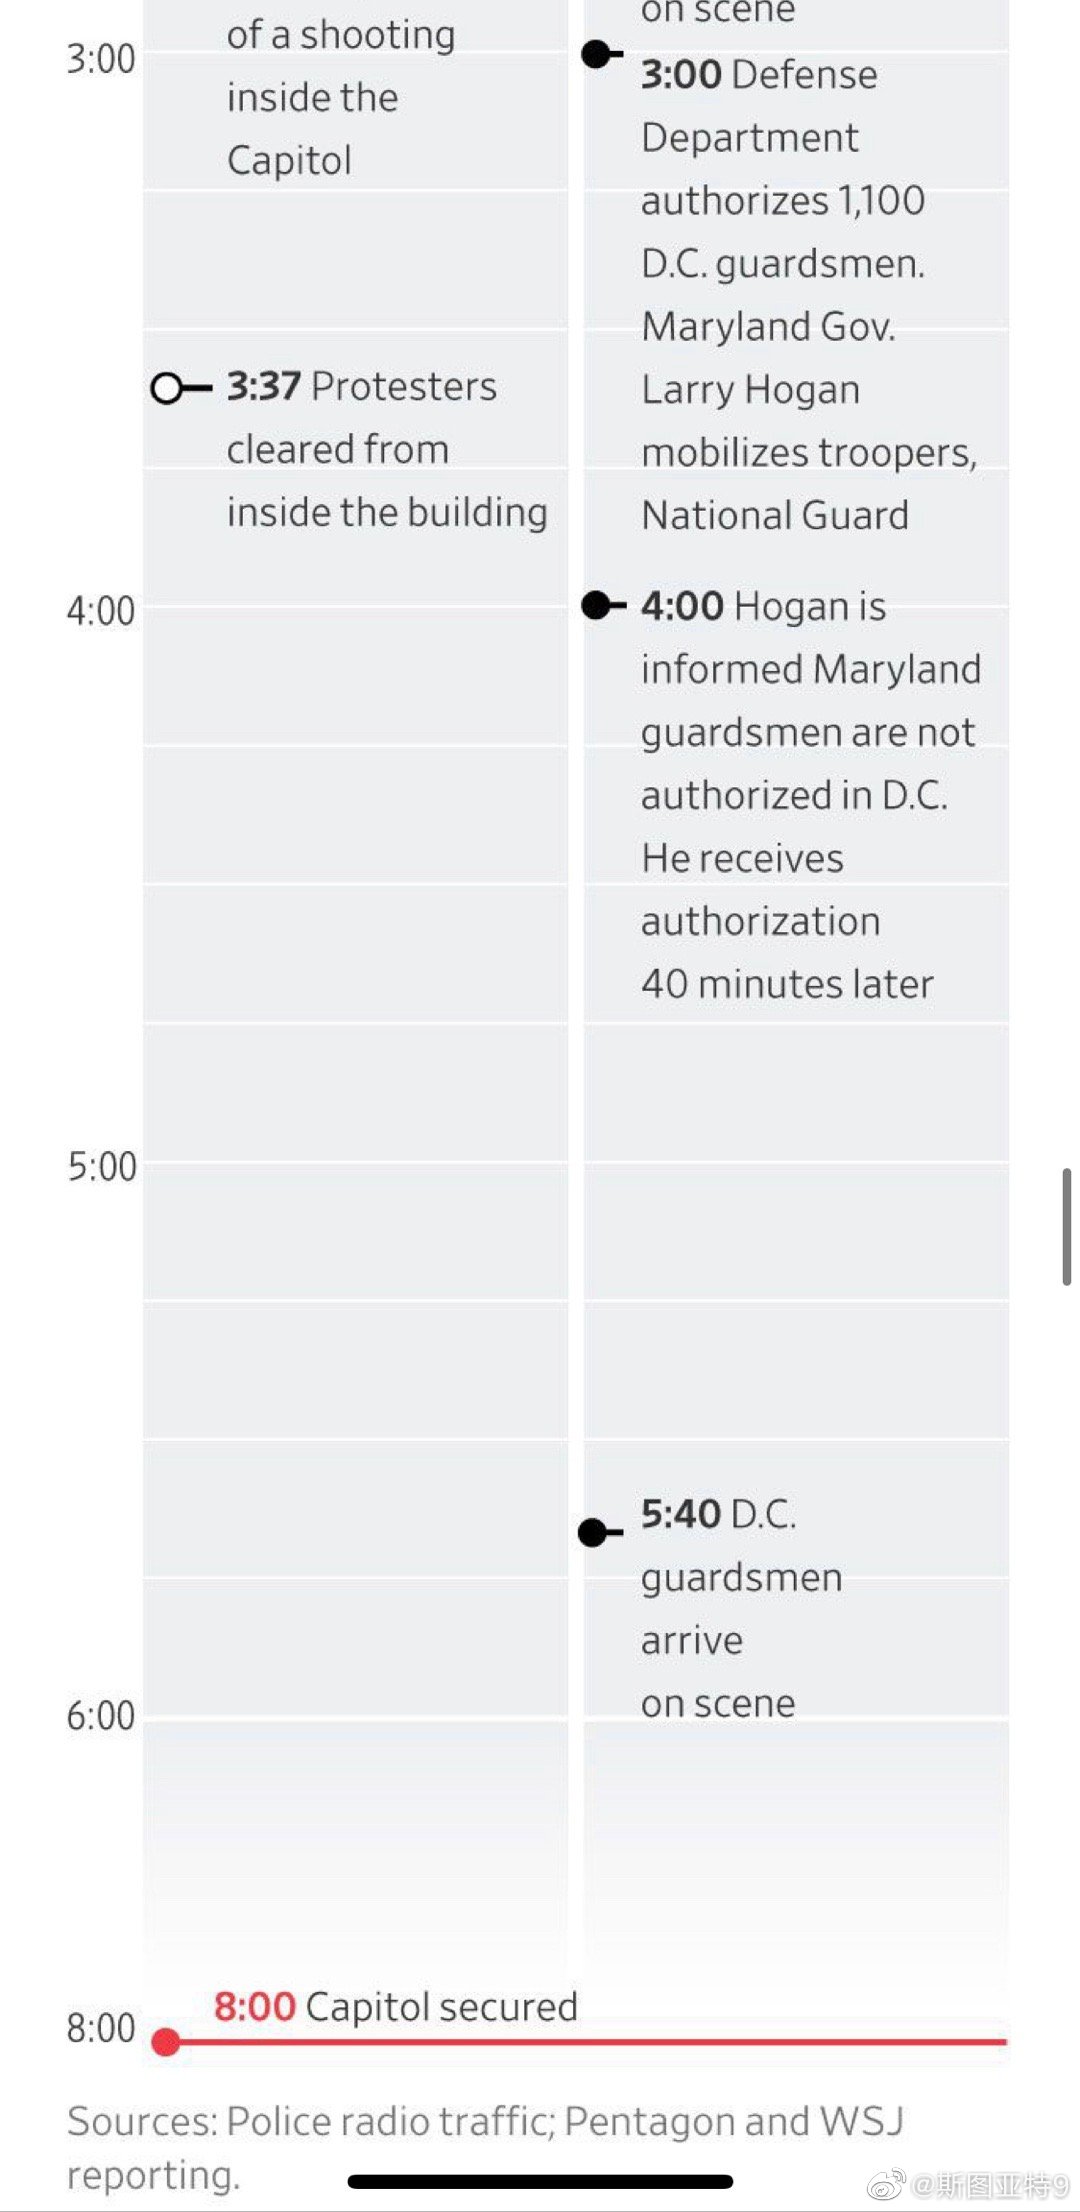 3:00
of a shooting
inside the
Capitol
on scene
3:00 Defense
Department
authorizes 1,100
D.C. guardsmen.
Maryland Gov.
Larry Hogan
mobilizes troopers,
National Guard
3:37 Protesters
cleared from
inside the building
4:00
4:00 Hogan is
informed Maryland
guardsmen are not
authorized in D.C.
He receives
authorization
40 minutes later
5:00
5:40 D.C.
guardsmen
arrive
on scene
6:00
8:00 Capitol secured
8:00
Sources: Police radio traffic; Pentagon and WSJ
reporting.
@斯图亚特9